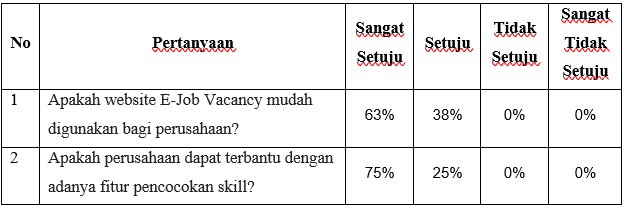 No Pertanyaan Sangat Setuju Setuju Tidak Setuju Sangat Tidak Setuju
1 Apakah website E-Job Vacancy mudah
digunakan bagi perusahaan? 63% 38% 0% 0%
2 Apakah perusahaan dapat terbantu dengan
adanya fitur pencocokan skill? 75% 25% 0% 0%